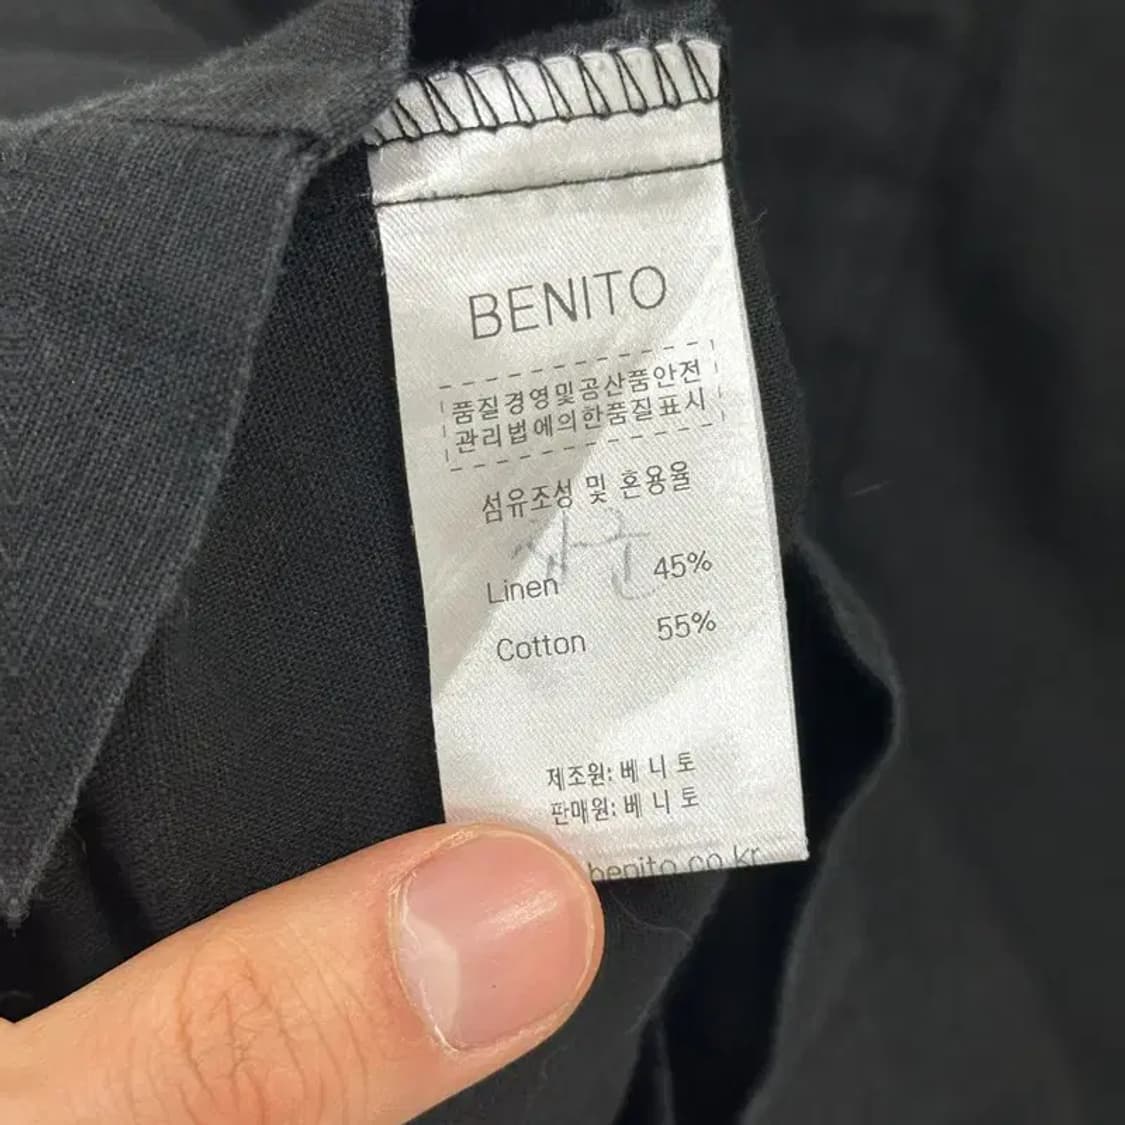 BENITO
품질경영및공산품안전
관리법에의한품질표시
섬유조성 및 혼용율
Linen 45%
Cotton 55%
제조원: 베 니 토
판매원: 베 니 토
benito.co.kr